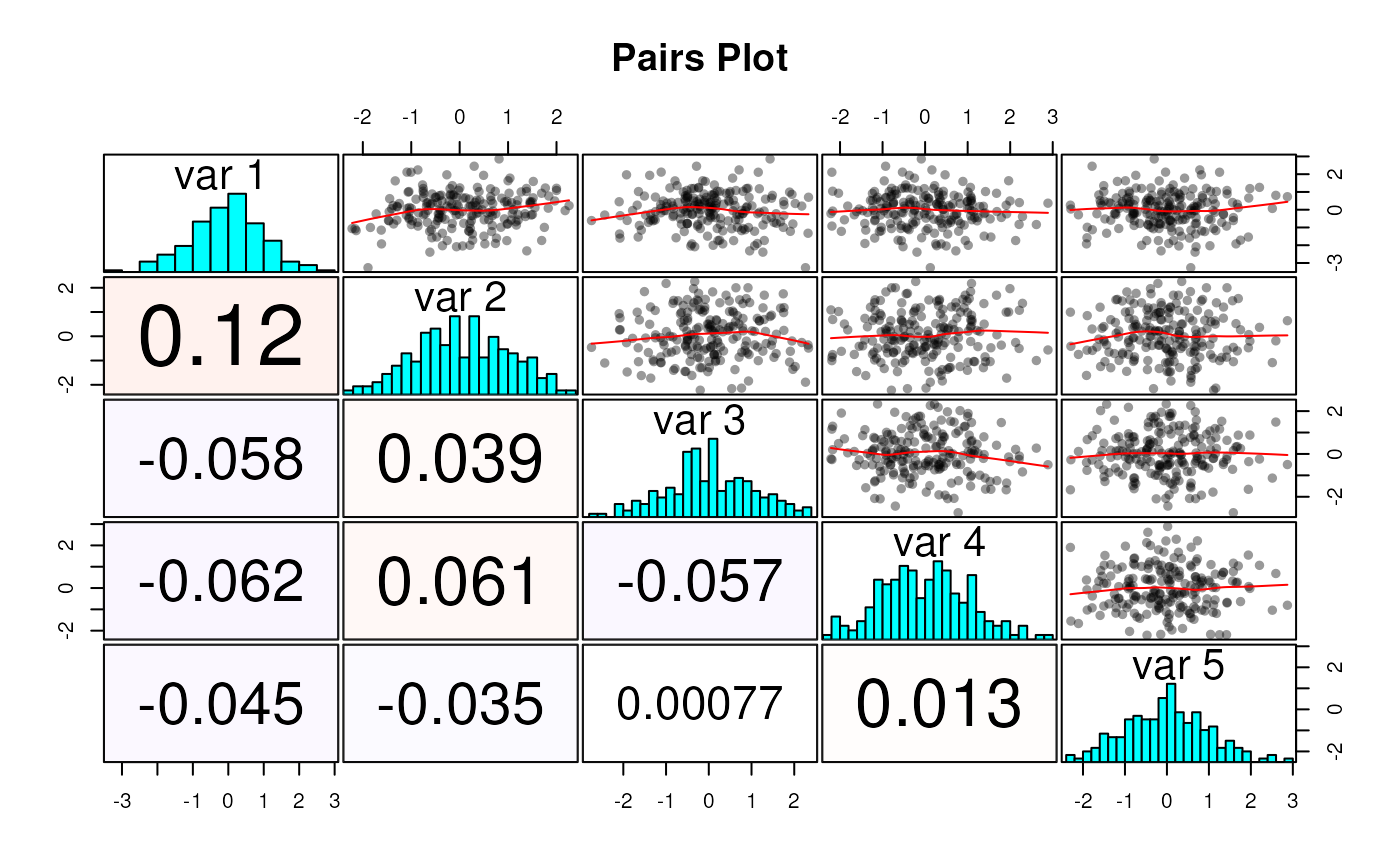 Pairs Plot
-2 -1 0 1 2 -2 -1 0 1 2 3
var 1
2 0 -3
2 0 -2
0.12
var 2
-0.058
0.039
var 3
2 0 -2
2 0 -2
-0.062
0.061
-0.057
var 4
-0.045
-0.035
0.00077
0.013
var 5
2 0 -2
-3 -1 0 1 2 3 -2 -1 0 1 2 -2 -1 0 1 2 3